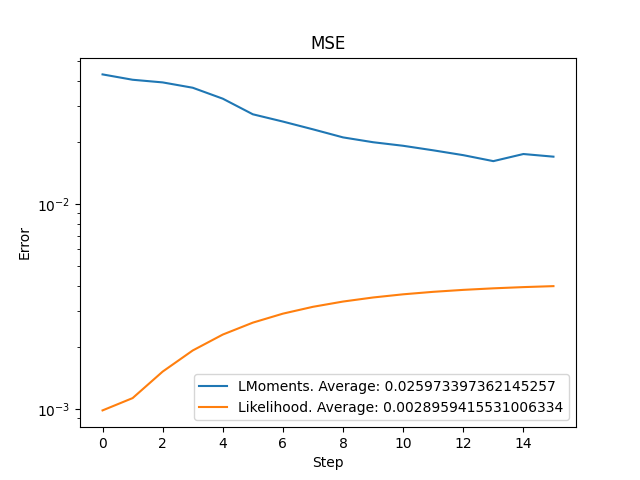 MSE
Error
10⁻²
10⁻³
LMoments. Average: 0.025973397362145257
Likelihood. Average: 0.0028959415531006334
0 2 4 6 8 10 12 14
Step